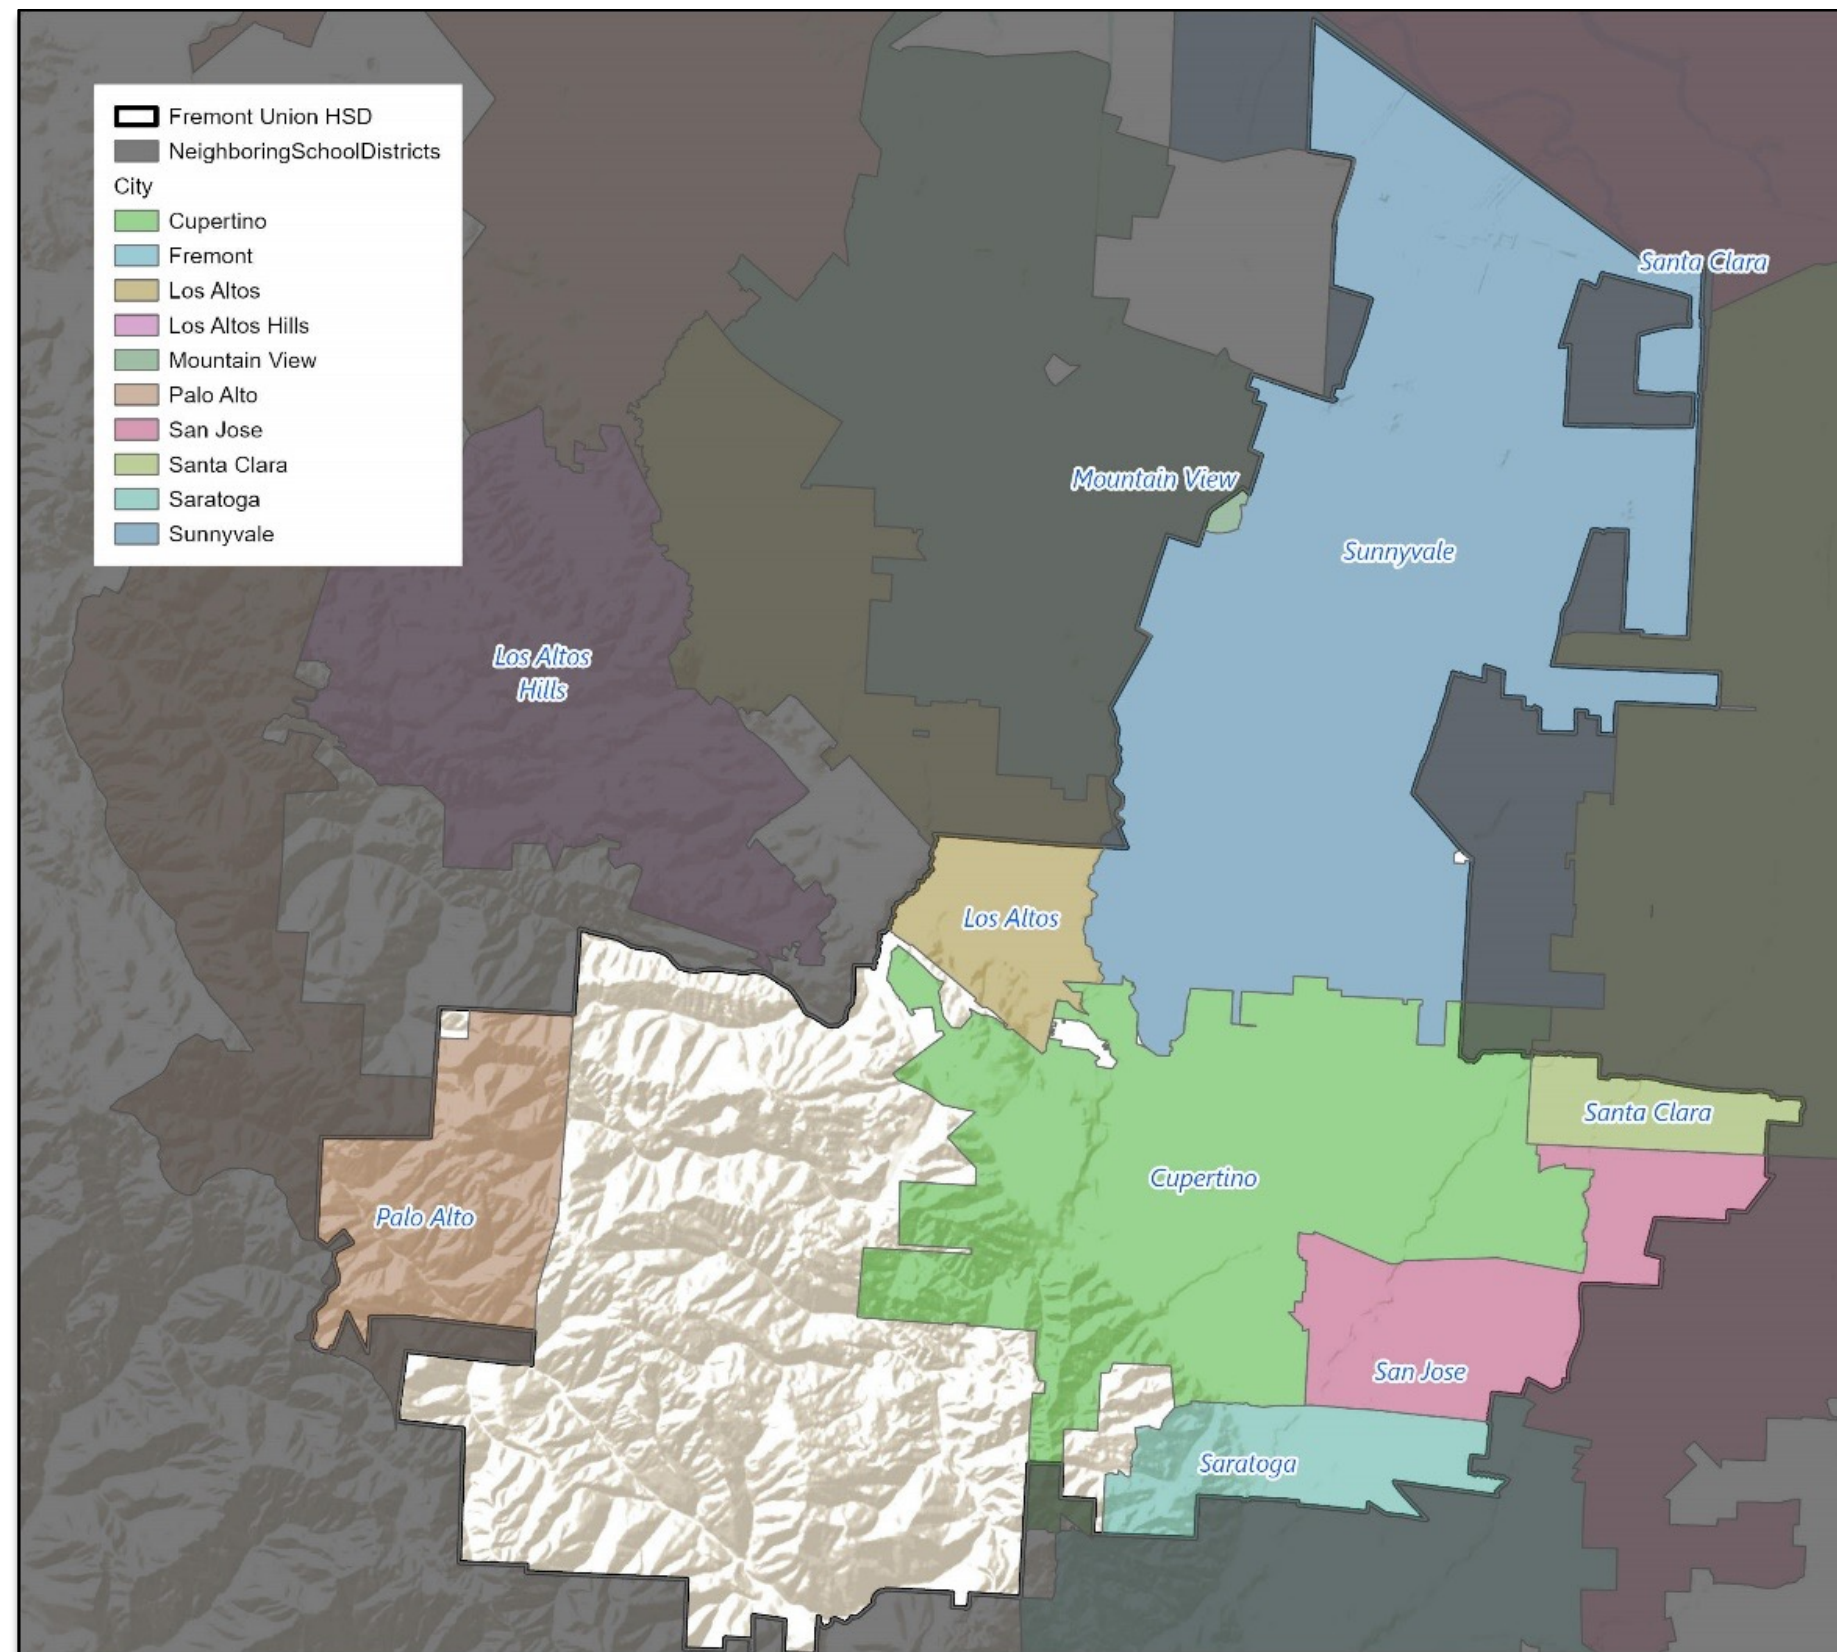 Fremont Union HSD
NeighboringSchoolDistricts
City
Cupertino
Fremont
Los Altos
Los Altos Hills
Mountain View
Palo Alto
San Jose
Santa Clara
Saratoga
Sunnyvale
Santa Clara
Mountain View
Sunnyvale
Los Altos
Hills
Los Altos
Santa Clara
Cupertino
Palo Alto
San Jose
Saratoga